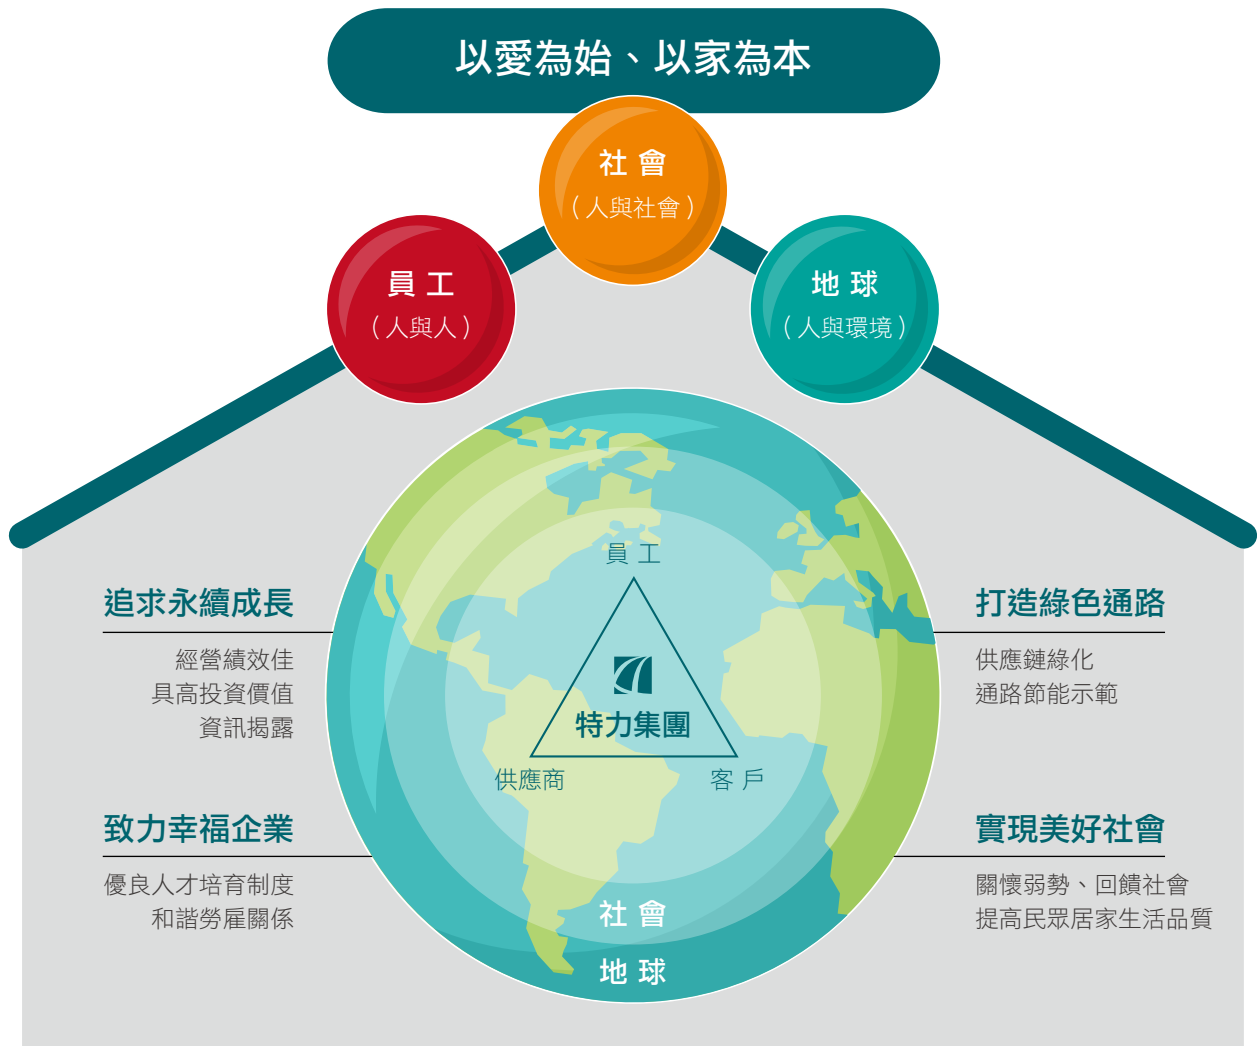 以愛為始、以家為本
社會
（人與社會）
員工
（人與人）
地球
（人與環境）
追求永續成長
經營績效佳
具高投資價值
資訊揭露
致力幸福企業
優良人才培育制度
和諧勞雇關係
員工
特力集團
供應商
客戶
社會
地球
打造綠色通路
供應鏈綠化
通路節能示範
實現美好社會
關懷弱勢、回饋社會
提高民眾居家生活品質